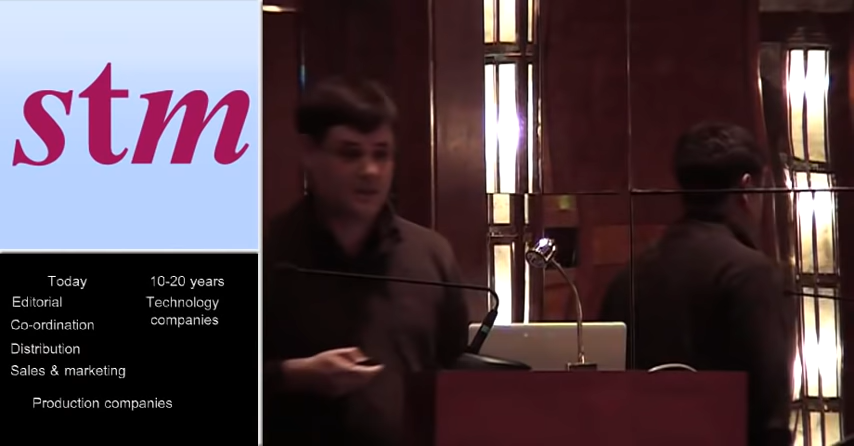 stm
Today
10-20 years
Editorial
Technology
companies
Co-ordination
Distribution
Sales & marketing
Production companies